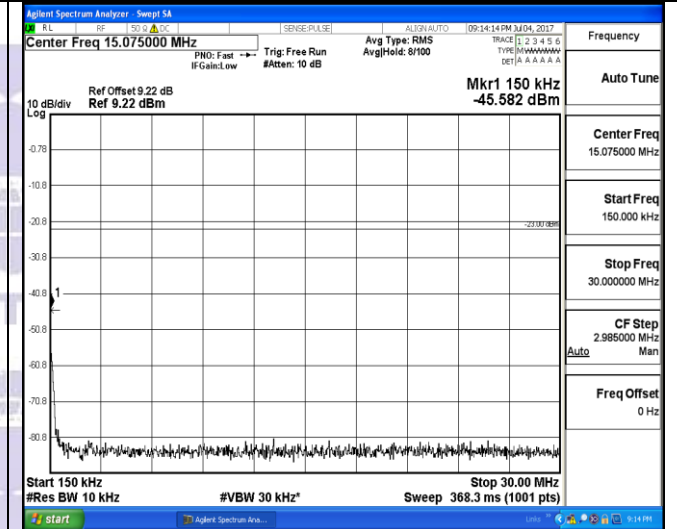 Agilent Spectrum Analyzer - Swept SA
RL RF 50 Ω DC SENSE:PULSE ALIGN AUTO 09:14:14 PM Jul 04, 2017
Center Freq 15.075000 MHz
PNO: Fast
IFGain:Low
Trig: Free Run
#Atten: 10 dB
Avg Type: RMS
Avg|Hold: 8/100
TRACE 1 2 3 4 5 6
TYPE MWWWWW
DET A A A A A A
Ref Offset 9.22 dB
Ref 9.22 dBm
10 dB/div
Log
Mkr1 150 kHz
-45.582 dBm
-0.78
-10.8
-20.8
-23.00 dBm
-30.8
-40.8
1
-50.8
-60.8
-70.8
-80.8
Start 150 kHz
Stop 30.00 MHz
#Res BW 10 kHz
#VBW 30 kHz*
Sweep 368.3 ms (1001 pts)
Frequency
Auto Tune
Center Freq
15.075000 MHz
Start Freq
150.000 kHz
Stop Freq
30.000000 MHz
CF Step
2.985000 MHz
Auto Man
Freq Offset
0 Hz
start
Agilent Spectrum Ana...
Links
9:14 PM